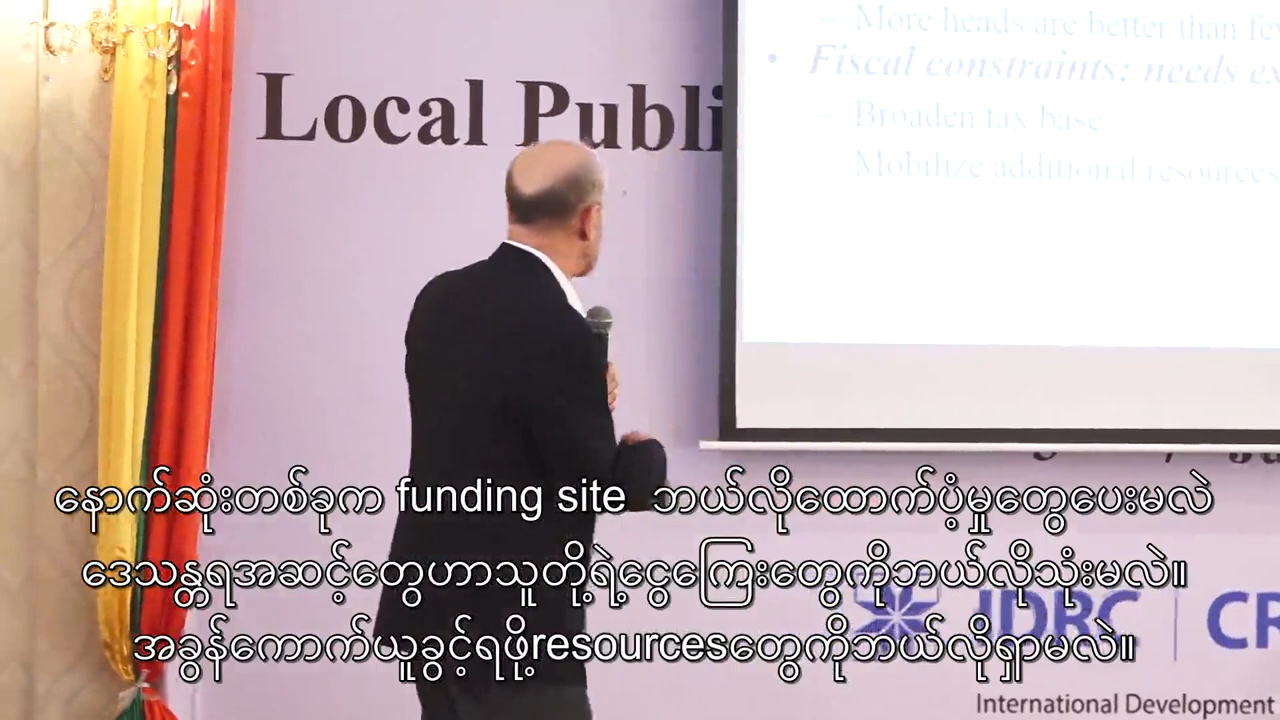 – More heads are better than
Local
• Fiscal constraints: needs
– Broaden tax base
– Mobilize additional resources
နောက်ဆုံးတစ်ခုက funding site ဘယ်လိုထောက်ပံ့မှုတွေပေးမလဲ
ဒေသန္တရအဆင့်တွေဟာသူတို့ရဲ့ငွေကြေးတွေကိုဘယ်လိုသုံးမလဲ။
IDRC
အခွန်ကောက်ယူခွင့်ရဖို့resourcesတွေကိုဘယ်လိုရှာမလဲ။
International Development